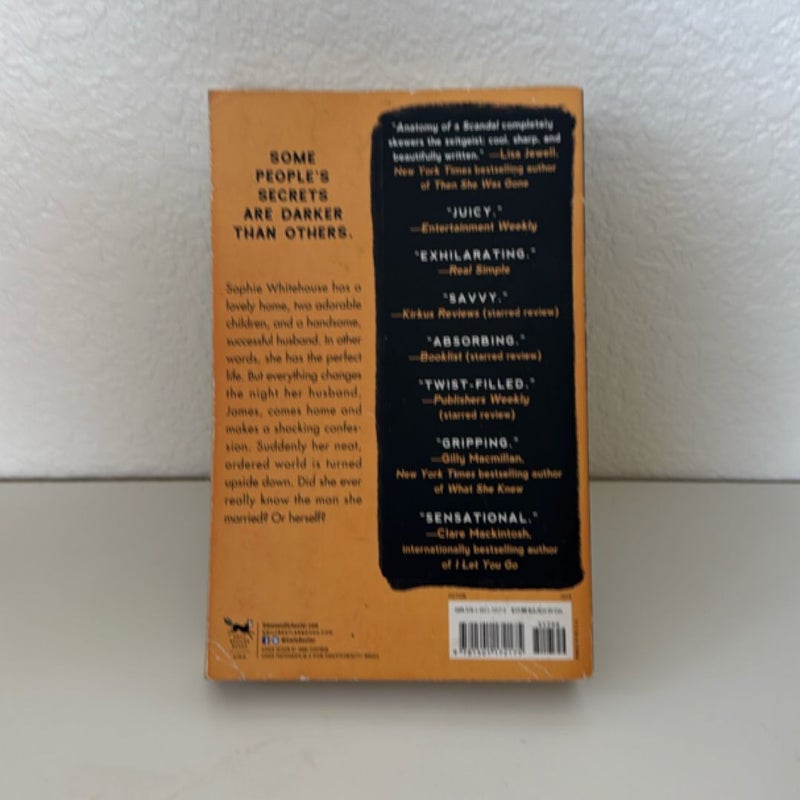 SOME
PEOPLE'S
SECRETS
ARE DARKER
THAN OTHERS.
Sophie Whitehouse has a
lovely home, two adorable
children, and a handsome,
successful husband. In other
words, she has the perfect
life. But everything changes
the night her husband,
James, comes home and
makes a shocking confes-
sion. Suddenly her neat,
ordered world is turned
upside down. Did she ever
really know the man she
married? Or herself?
"Anatomy of a Scandal completely
skewers the zeitgeist: cool, sharp, and
beautifully written." —Lisa Jewell,
New York Times bestselling author
of Then She Was Gone
"JUICY."
—Entertainment Weekly
"EXHILARATING."
—Real Simple
"SAVVY."
—Kirkus Reviews (starred review)
"ABSORBING."
—Booklist (starred review)
"TWIST-FILLED."
—Publishers Weekly
(starred review)
"GRIPPING."
—Gilly Macmillan,
New York Times bestselling author
of What She Knew
"SENSATIONAL."
—Clare Mackintosh,
internationally bestselling author
of I Let You Go